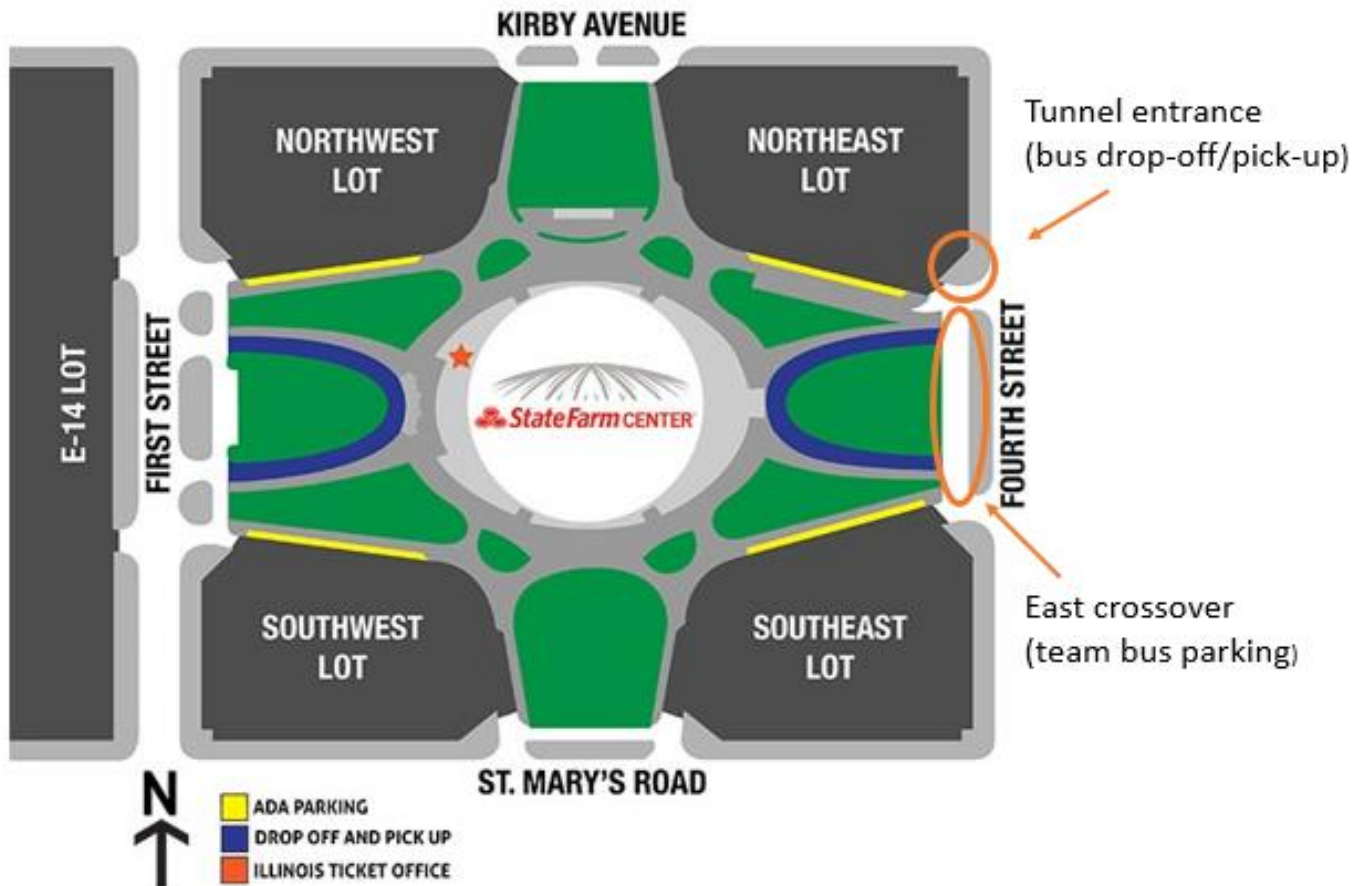 KIRBY AVENUE
Tunnel entrance
(bus drop-off/pick-up)
NORTHWEST
LOT
NORTHEAST
LOT
E-14 LOT
FIRST STREET
StateFarm CENTER
FOURTH STREET
East crossover
(team bus parking)
SOUTHWEST
LOT
SOUTHEAST
LOT
ST. MARY'S ROAD
N
ADA PARKING
DROP OFF AND PICK UP
ILLINOIS TICKET OFFICE